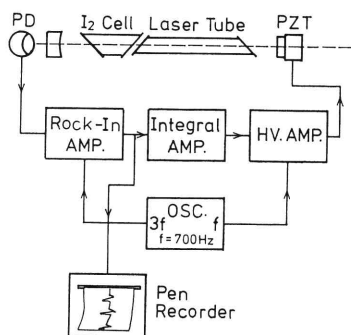 PD
I₂ Cell
Laser Tube
PZT
Rock-In
AMP.
Integral
AMP.
HV. AMP.
OSC.
3f f
f = 700Hz
Pen
Recorder